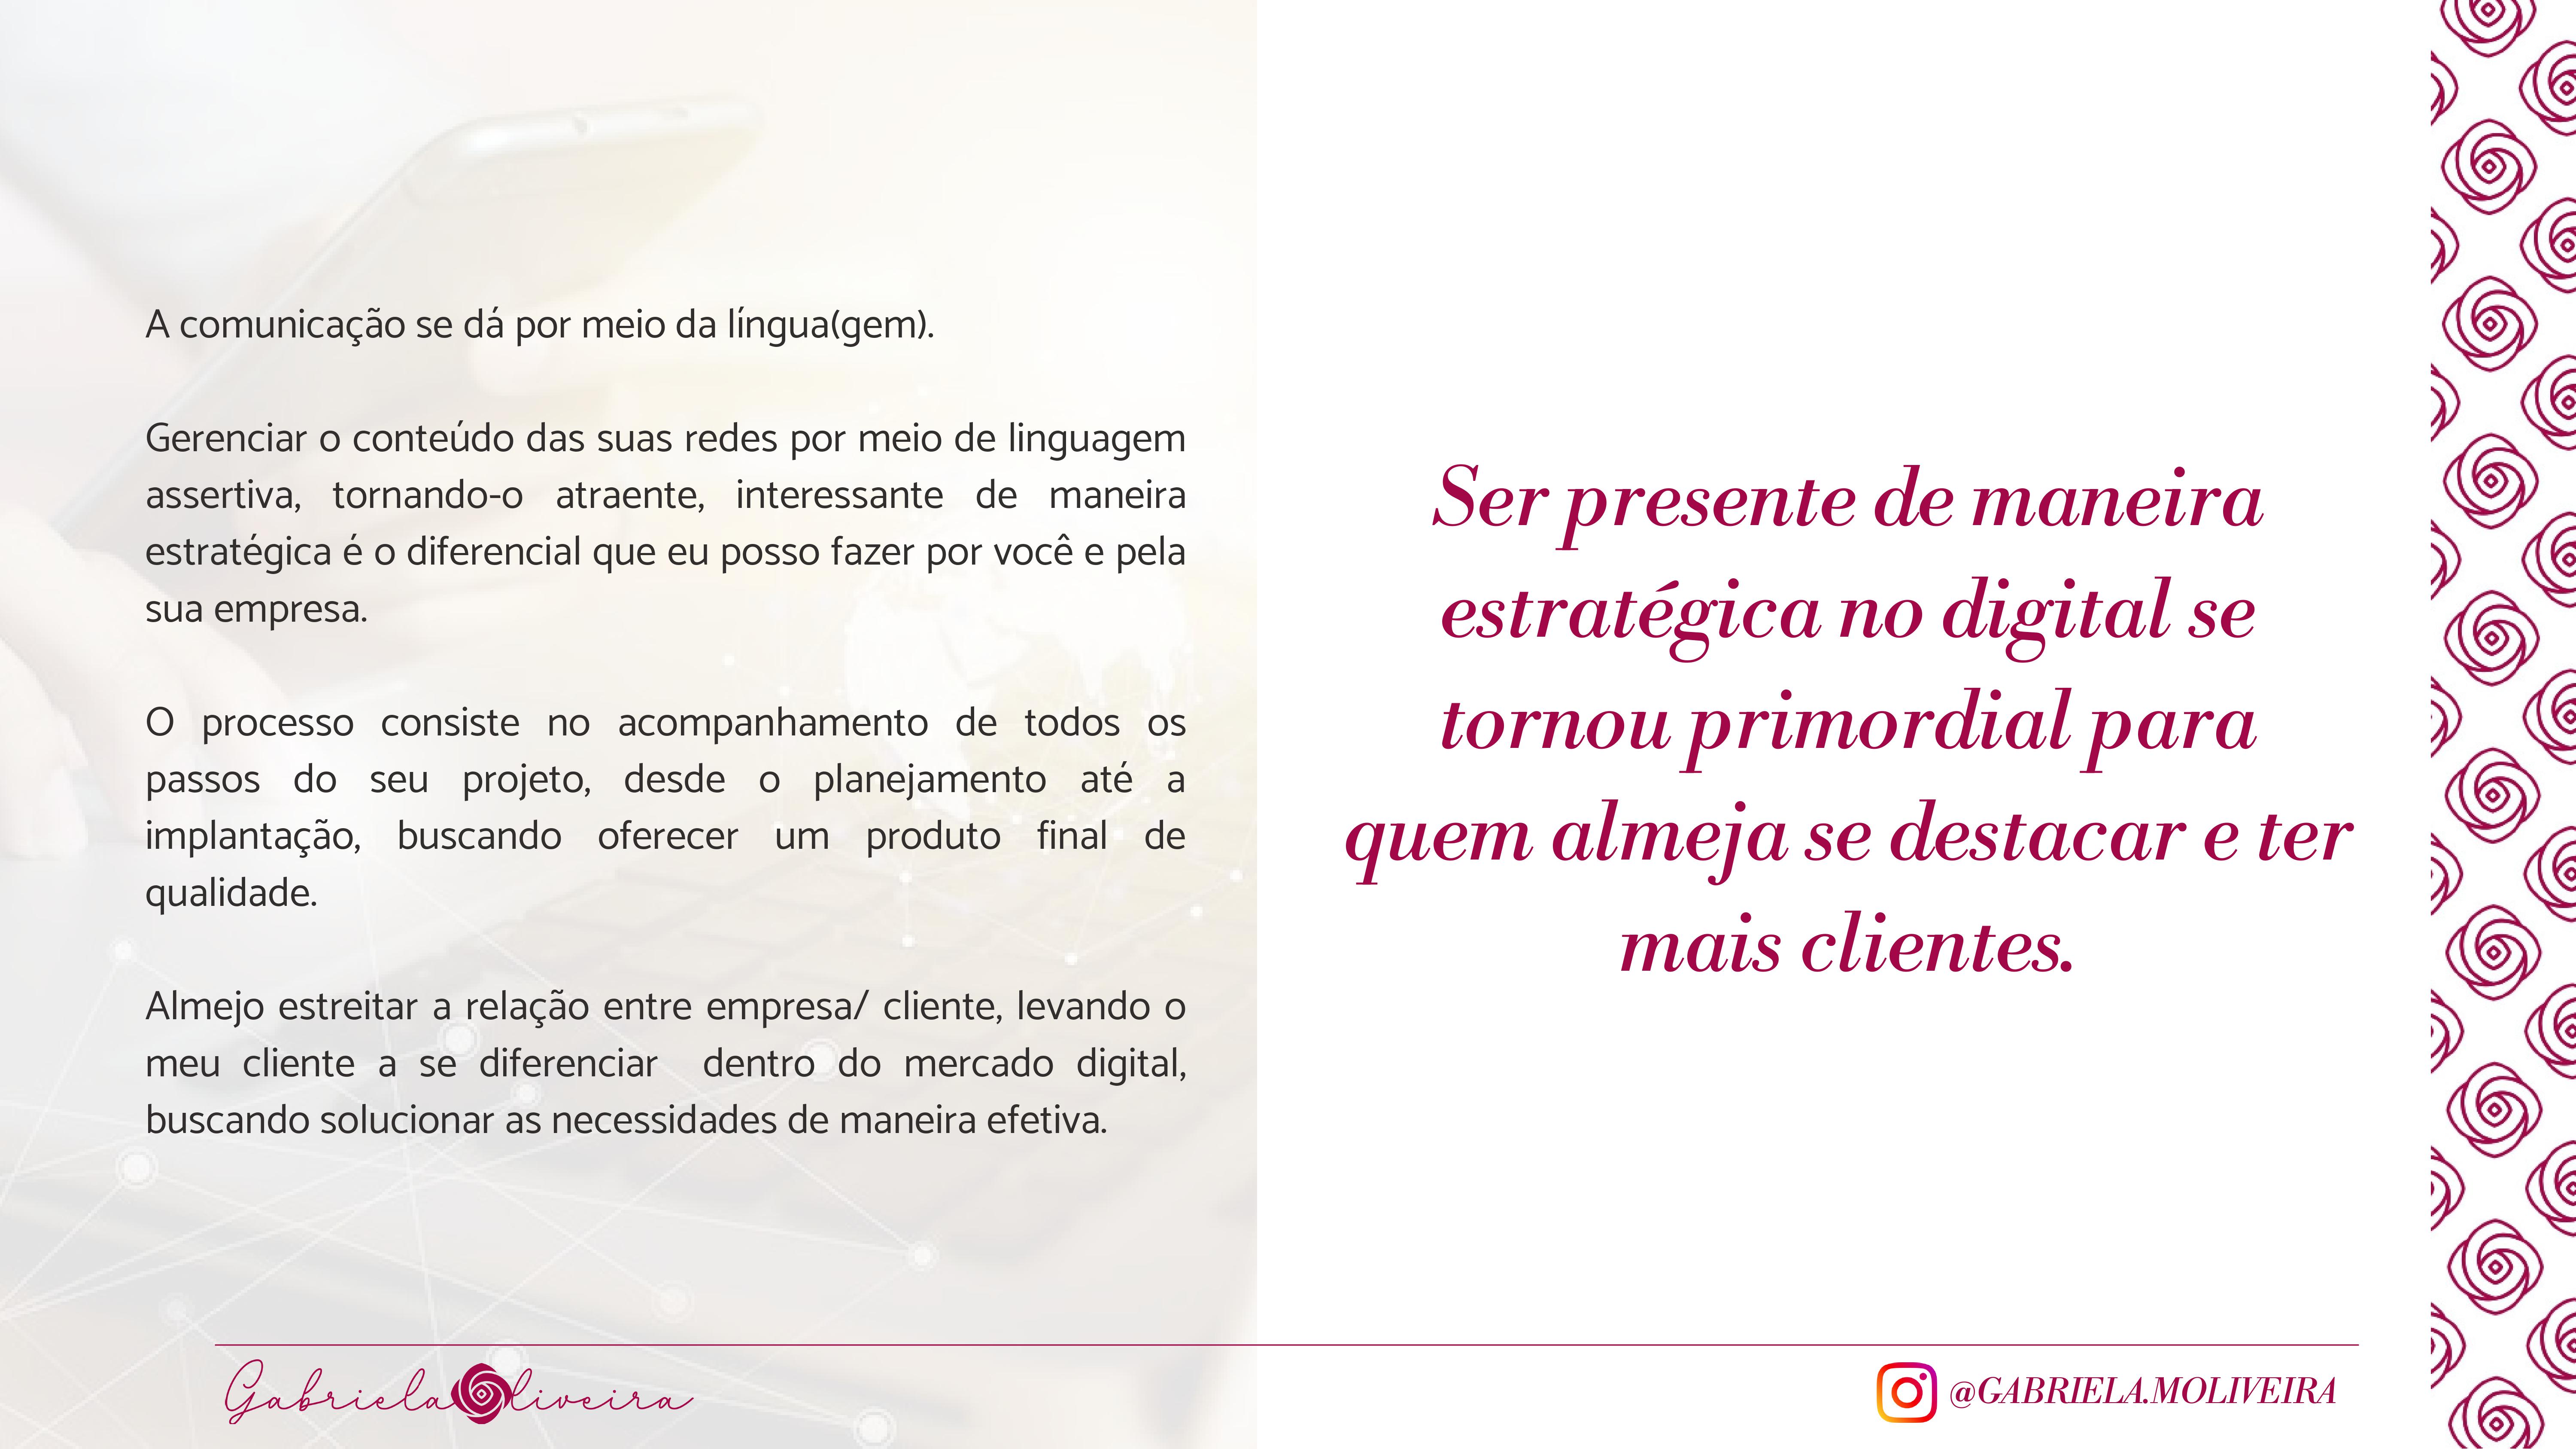 A comunicação se dá por meio da língua(gem).
Gerenciar o conteúdo das suas redes por meio de linguagem
assertiva, tornando-o atraente, interessante de maneira
estratégica é o diferencial que eu posso fazer por você e pela
sua empresa.
O processo consiste no acompanhamento de todos os
passos do seu projeto, desde o planejamento até a
implantação, buscando oferecer um produto final de
qualidade.
Almejo estreitar a relação entre empresa/ cliente, levando o
meu cliente a se diferenciar dentro do mercado digital,
buscando solucionar as necessidades de maneira efetiva.
Ser presente de maneira
estratégica no digital se
tornou primordial para
quem almeja se destacar e ter
mais clientes.
Gabriela Oliveira
@GABRIELA.MOLIVEIRA